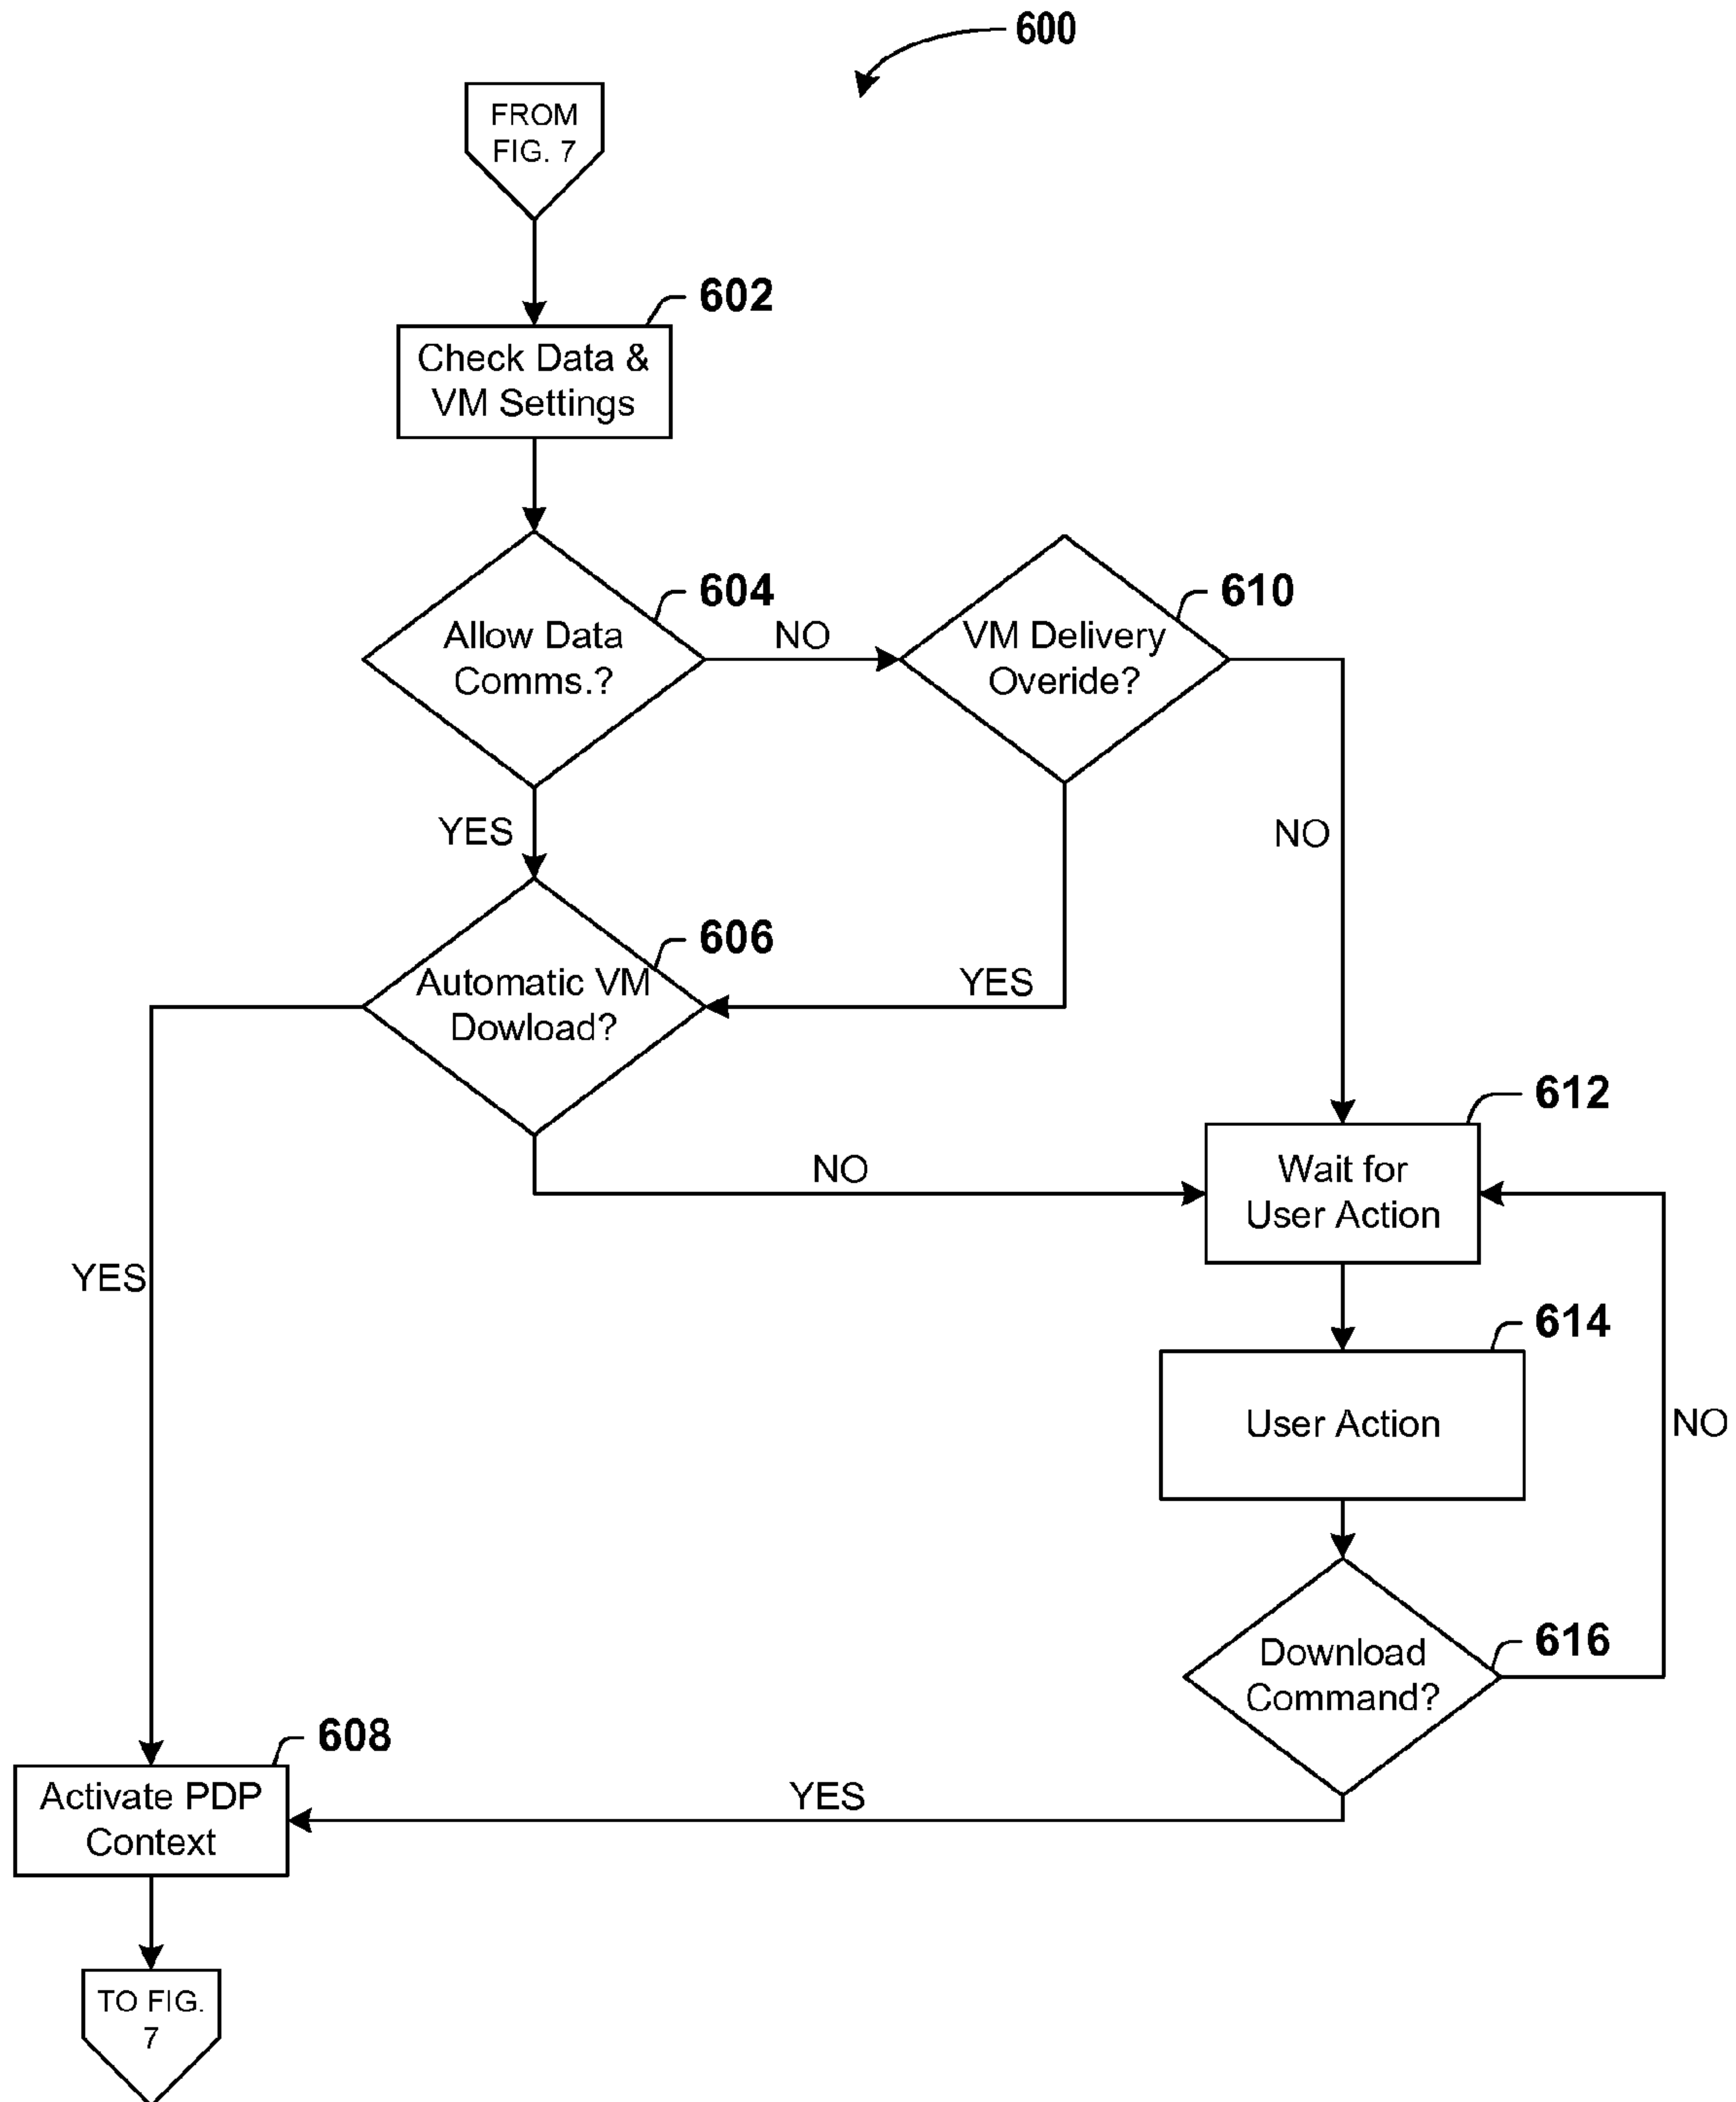 600
FROM
FIG. 7
602
Check Data &
VM Settings
604
Allow Data
Comms.?
NO
610
VM Delivery
Overide?
YES
NO
606
Automatic VM
Dowload?
YES
NO
YES
612
Wait for
User Action
614
User Action
NO
616
Download
Command?
608
Activate PDP
Context
YES
TO FIG.
7